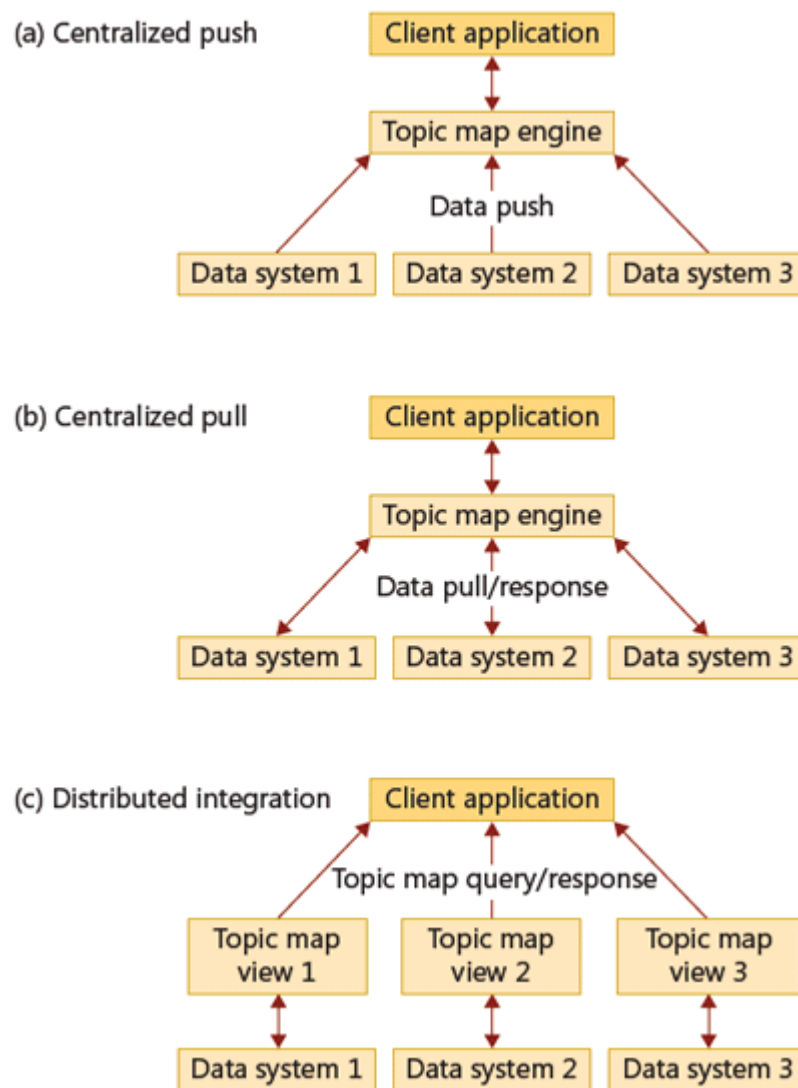 (a) Centralized push
Client application
Topic map engine
Data push
Data system 1
Data system 2
Data system 3
(b) Centralized pull
Client application
Topic map engine
Data pull/response
Data system 1
Data system 2
Data system 3
(c) Distributed integration
Client application
Topic map query/response
Topic map
view 1
Topic map
view 2
Topic map
view 3
Data system 1
Data system 2
Data system 3